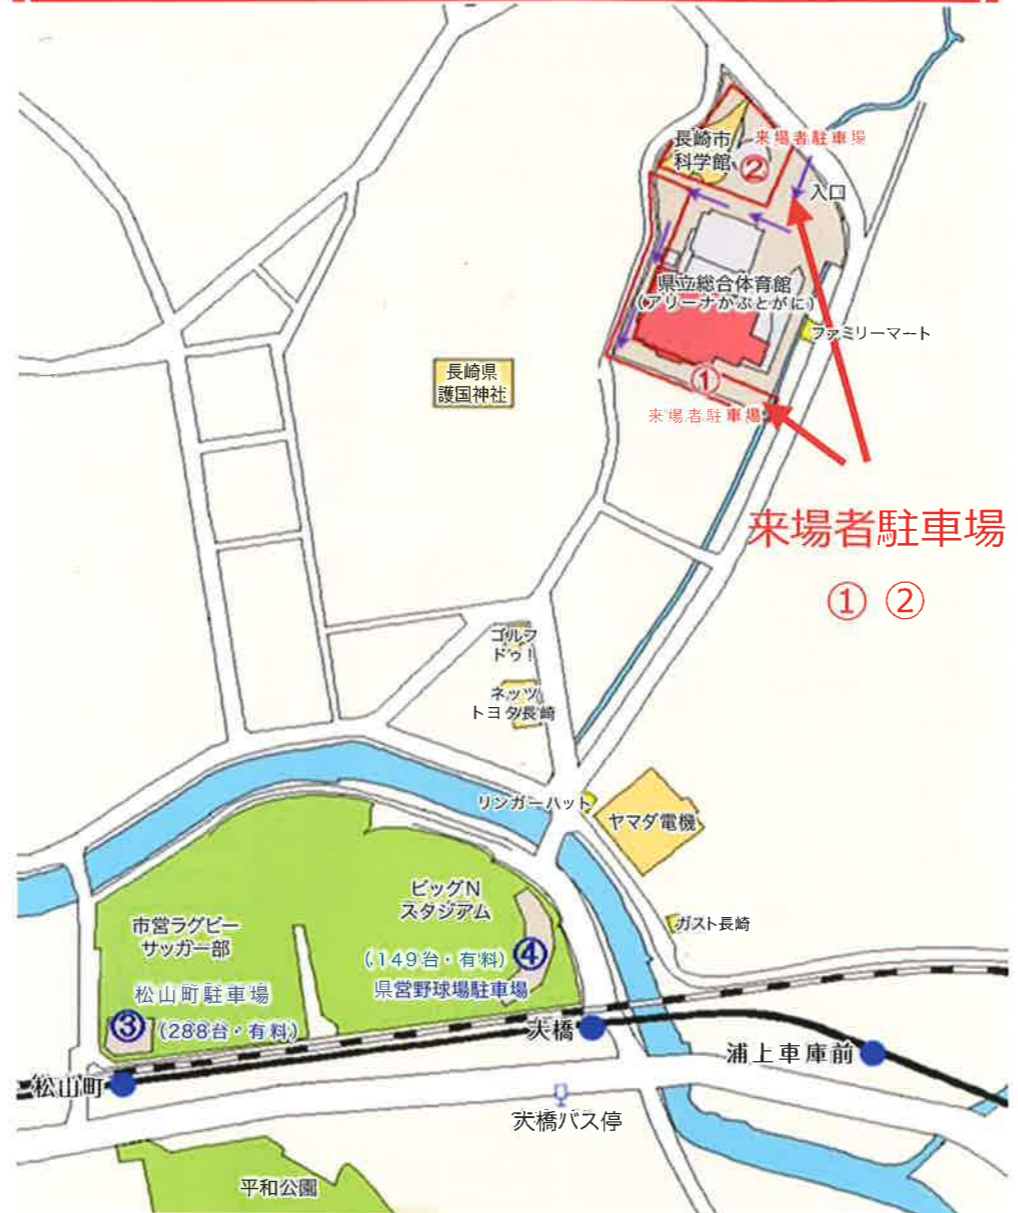 長崎市
科学館
②
来場者駐車場
入口
県立総合体育館
(アリーナかぶとがに)
ファミリーマート
長崎県
護国神社
①
来場者駐車場
来場者駐車場
① ②
ゴルフ
ドゥ!
ネッツ
トヨタ長崎
リンガーハット
ヤマダ電機
ビッグN
スタジアム
市営ラグビー
サッガー部
ガスト長崎
(149台・有料)
④
県営野球場駐車場
松山町駐車場
③
(288台・有料)
大橋
浦上車庫前
松山町
大橋バス停
平和公園